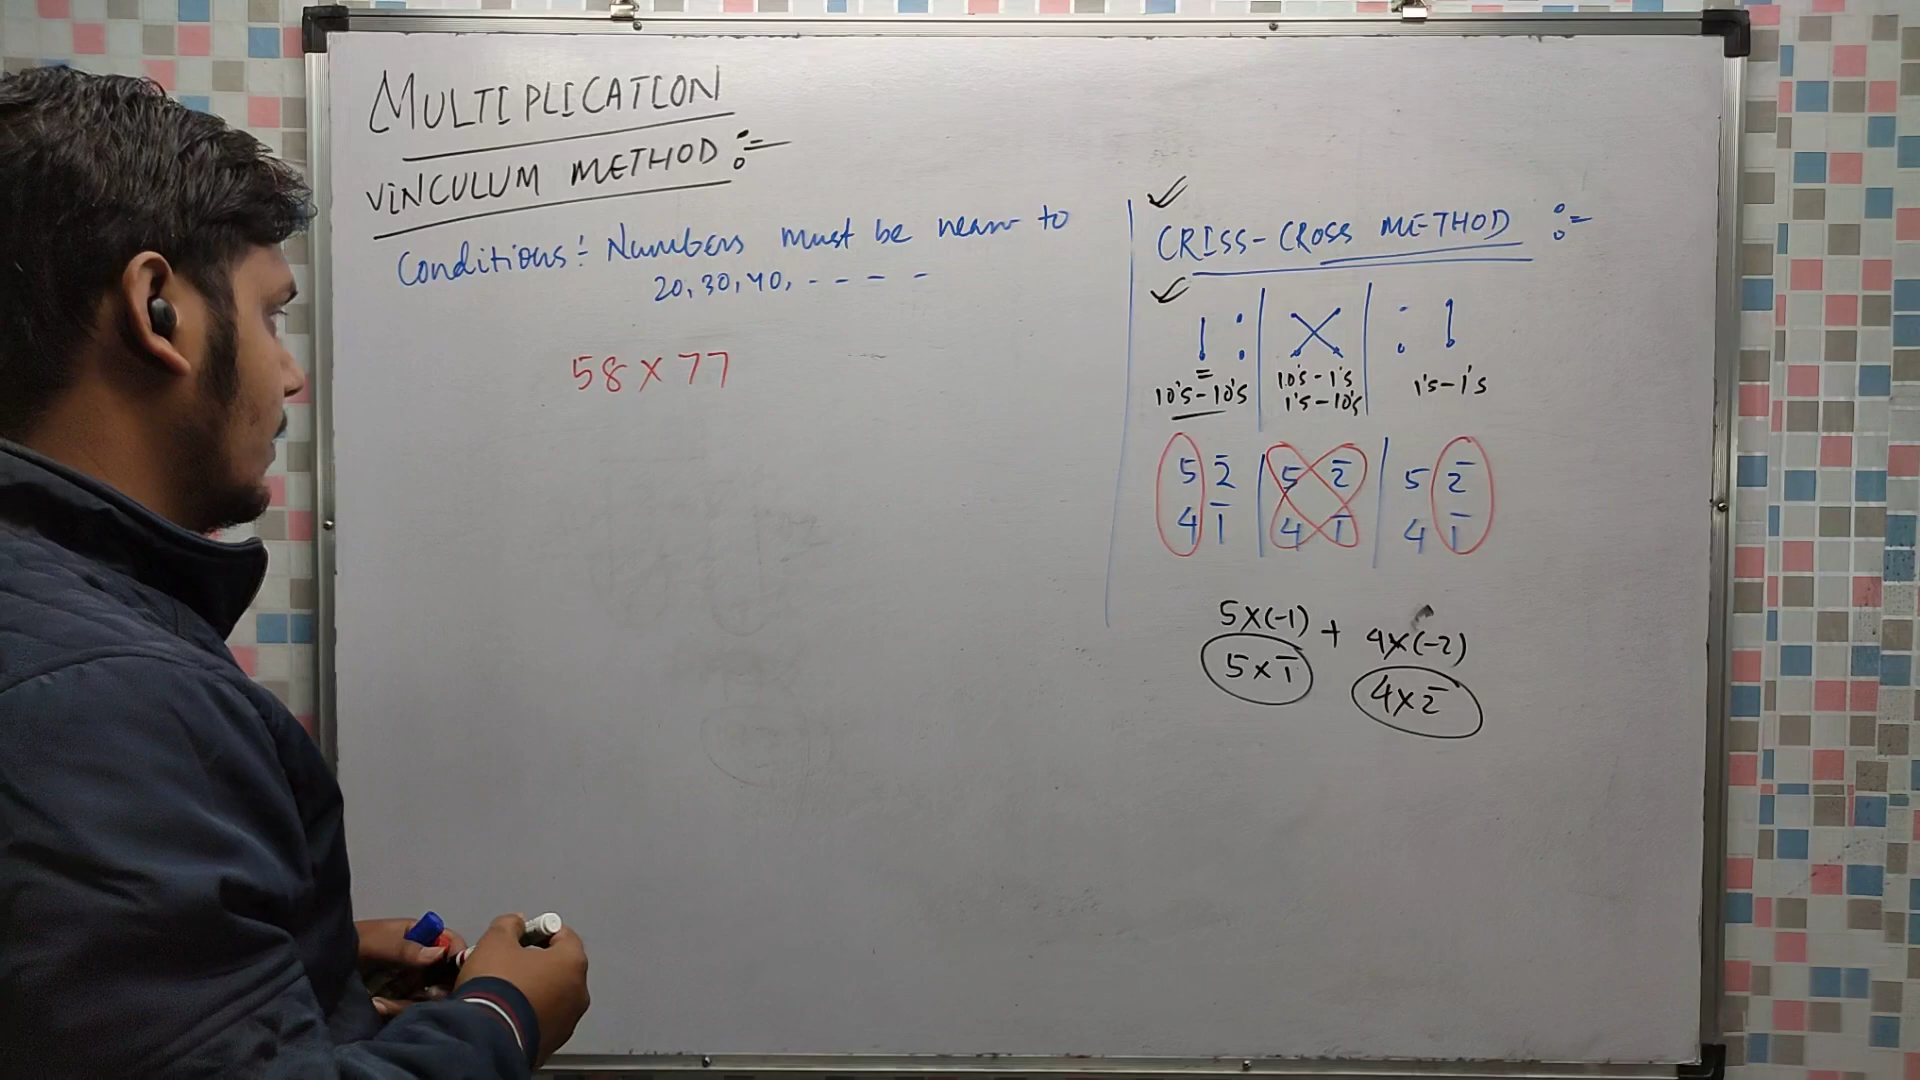 MULTIPLICATION
VINCULUM METHOD :=
Conditions :- Numbers must be near to
20, 30, 40, - - - -
58 × 77
✓
CRISS-CROSS METHOD :=
✓
10's-10's | 10's-1's | 1's-1's
1's-10's
5 2̅ | 5 2̅ | 5 2̅
4 1̅ | 4 1̅ | 4 1̅
5×(-1) + 4×(-2)
5×1̅ 4×2̅